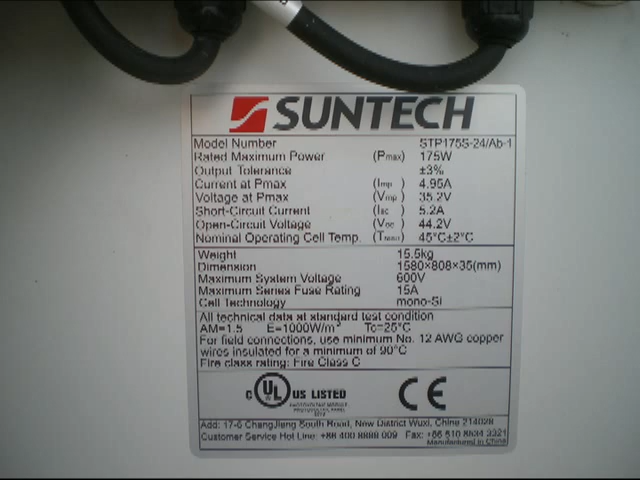 SUNTECH
Model Number STP175S-24/Ab-1
Rated Maximum Power (Pmax) 175W
Output Tolerance ±3%
Current at Pmax (Imp) 4.95A
Voltage at Pmax (Vmp) 35.2V
Short-Circuit Current (Isc) 5.2A
Open-Circuit Voltage (Voc) 44.2V
Nominal Operating Cell Temp. 45°C±2°C
Weight 15.5kg
Dimension 1580×808×35(mm)
Maximum System Voltage 600V
Maximum Series Fuse Rating 15A
Cell Technology mono-Si
All technical data at standard test condition
AM=1.5 E=1000W/m² Tc=25°C
For field connections, use minimum No. 12 AWG copper
wires insulated for a minimum of 90°C
Fire class rating: Fire Class C
C UL US LISTED CE
PHOTOVOLTAIC MODULE
Add: 17-6 ChangJiang South Road, New District Wuxi, China 214028
Customer Service Hot Line: +86 400 8888 009 Fax: +86 510 8534 3321
Manufactured in China